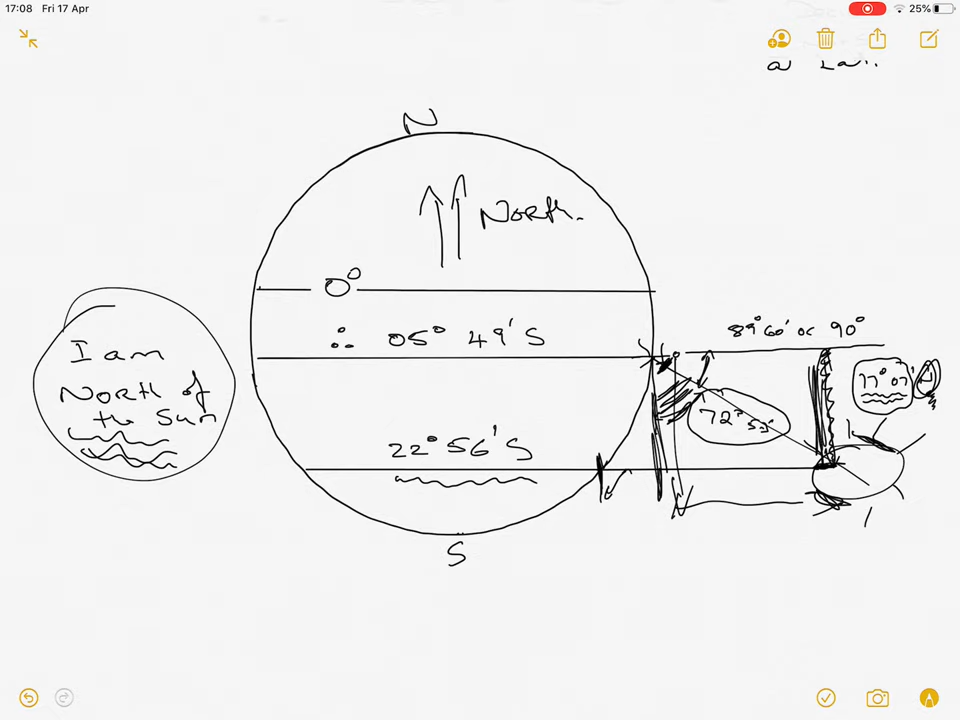 17:08 Fri 17 Apr
25%
N
North.
0°
∴ 05° 49' S
22° 56' S
S
I am
North of
the Sun
89° 60' or 90°
72° 53'
17° 07'
N